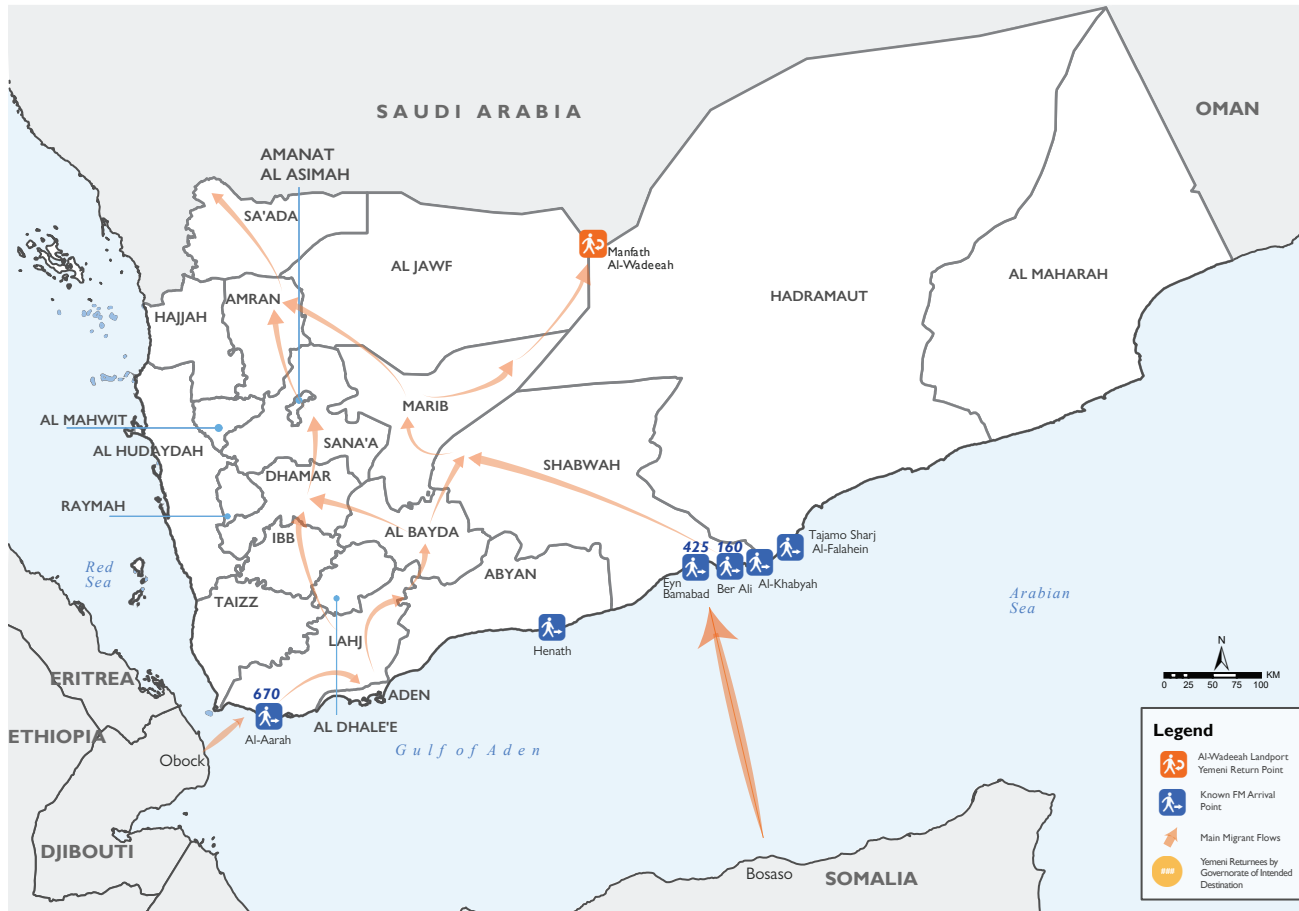 SAUDI ARABIA
OMAN
AMANAT
AL ASIMAH
SA'ADA
Manfath
Al-Wadeeah
AL JAWF
AL MAHARAH
HADRAMAUT
AMRAN
HAJJAH
MARIB
AL MAHWIT
SANA'A
AL HUDAYDAH
SHABWAH
DHAMAR
RAYMAH
AL BAYDA
IBB
Tajamo Sharj
Al-Falahein
425
160
Eyn
Bamabad
Ber Ali
Al-Khabyah
ABYAN
Red
Sea
Arabian
Sea
TAIZZ
LAHJ
Henath
N
KM
0
25
50
75
100
ERITREA
670
ADEN
Al-Aarah
AL DHALE'E
Gulf of Aden
ETHIOPIA
Obock
DJIBOUTI
Bosaso
SOMALIA
Legend
Al-Wadeeah Landport
Yemeni Return Point
Known FM Arrival
Point
Main Migrant Flows
Yemeni Returnees by
Governorate of Intended
Destination